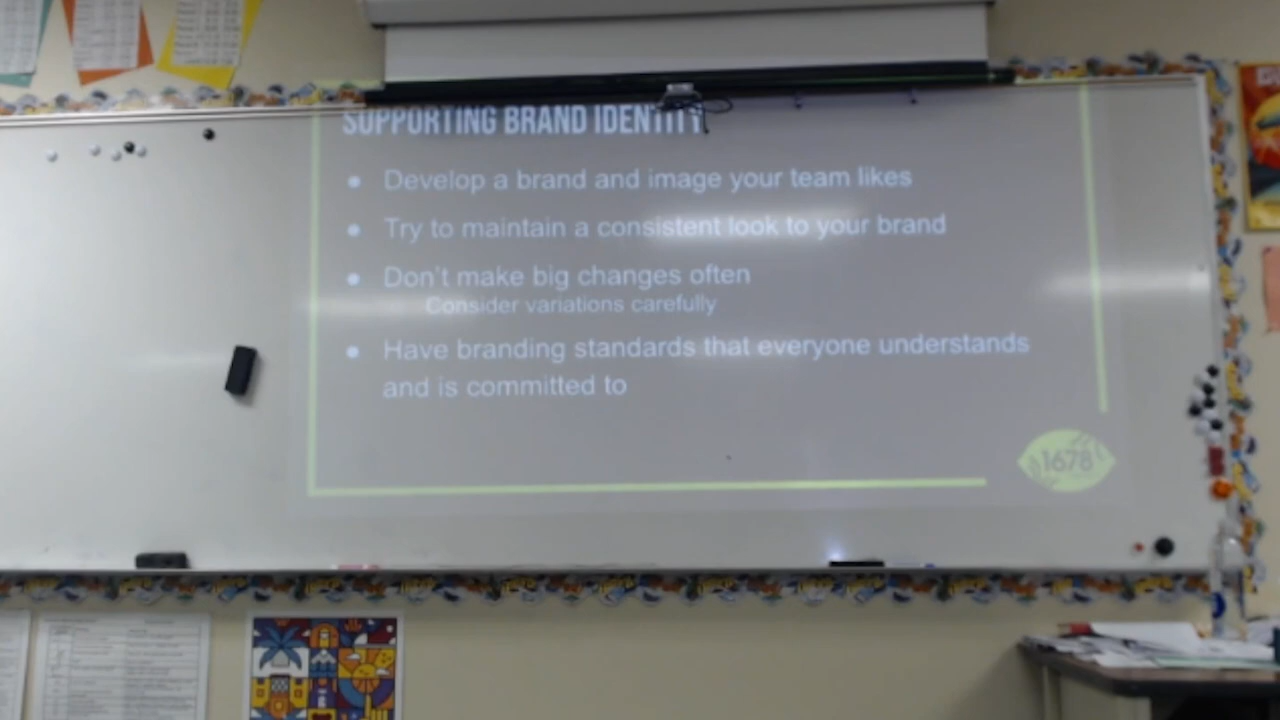 SUPPORTING BRAND IDENTITY
● Develop a brand and image your team likes
● Try to maintain a consistent look to your brand
● Don't make big changes often
Consider variations carefully
● Have branding standards that everyone understands
and is committed to
1678